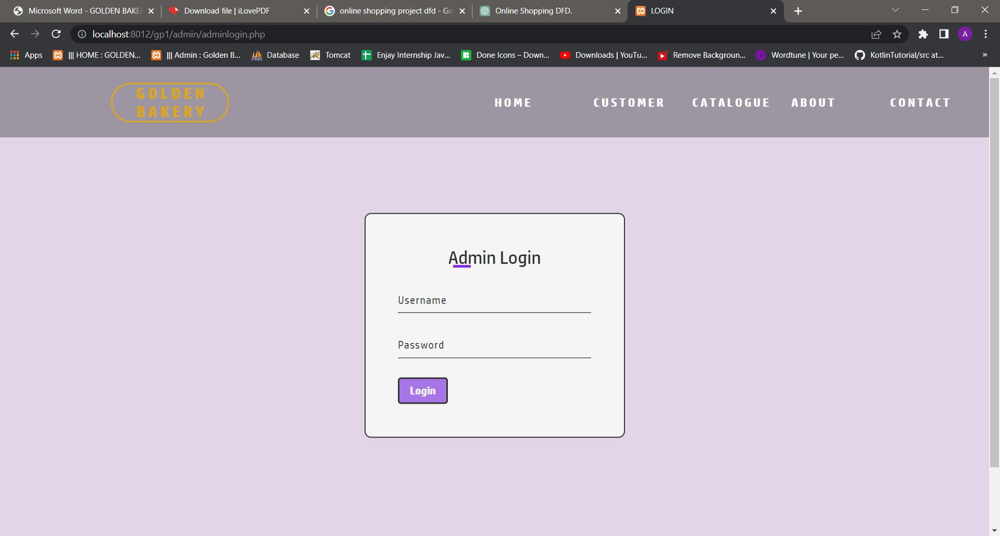 Microsoft Word - GOLDEN BAKE
Download file | iLovePDF
online shopping project dfd - Go
Online Shopping DFD.
LOGIN
localhost:8012/gp1/admin/adminlogin.php
A
Apps
||| HOME : GOLDEN...
||| Admin : Golden B...
Database
Tomcat
Enjay Internship Jav...
Done Icons – Down...
Downloads | YouTu...
Remove Backgroun...
Wordtune | Your pe...
KotlinTutorial/src at...
»
GOLDEN
BAKERY
HOME
CUSTOMER
CATALOGUE
ABOUT
CONTACT
Admin Login
Username
Password
Login